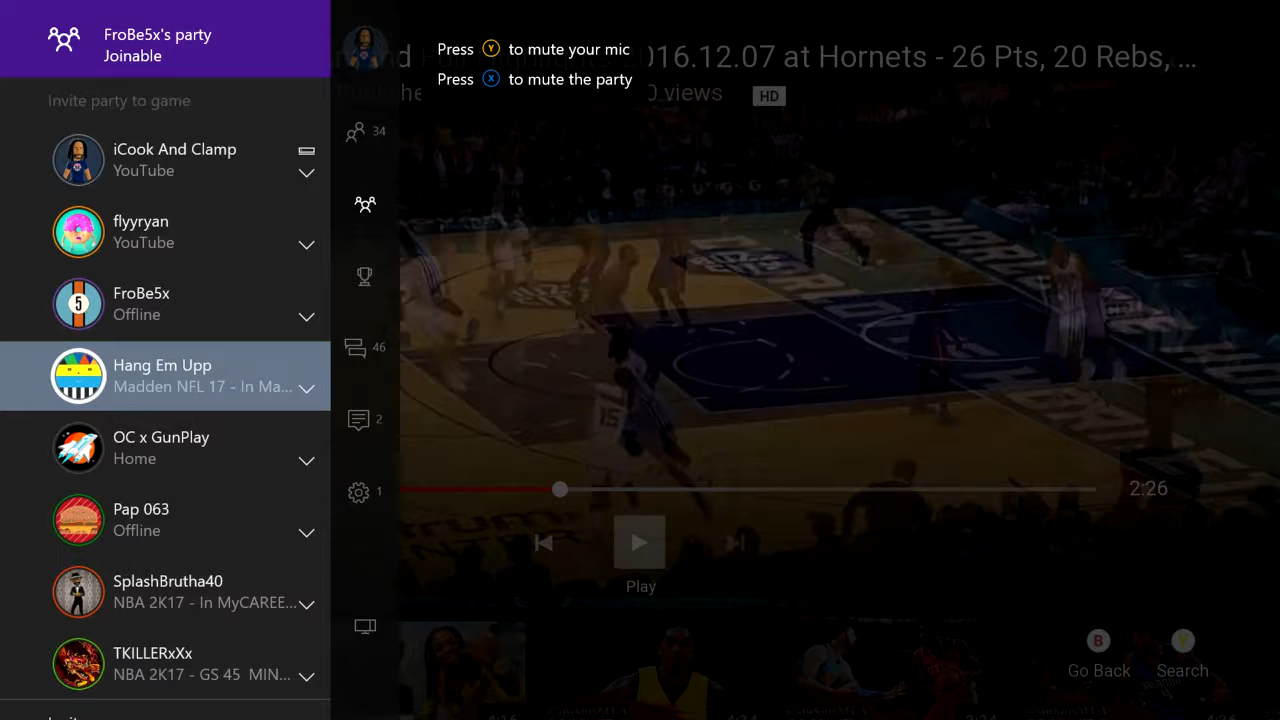 FroBe5x's party
Joinable
Invite party to game
iCook And Clamp
YouTube
flyyryan
YouTube
FroBe5x
5
Offline
Hang Em Upp
Madden NFL 17 - In Ma...
OC x GunPlay
Home
Pap 063
Offline
SplashBrutha40
NBA 2K17 - In MyCAREE...
TKILLERxXx
NBA 2K17 - GS 45 MIN...
34
46
2
1
Press Y to mute your mic
Press X to mute the party
2016.12.07 at Hornets - 26 Pts, 20 Rebs, ...
views
HD
15
2:26
Play
B
Go Back
Y
Search